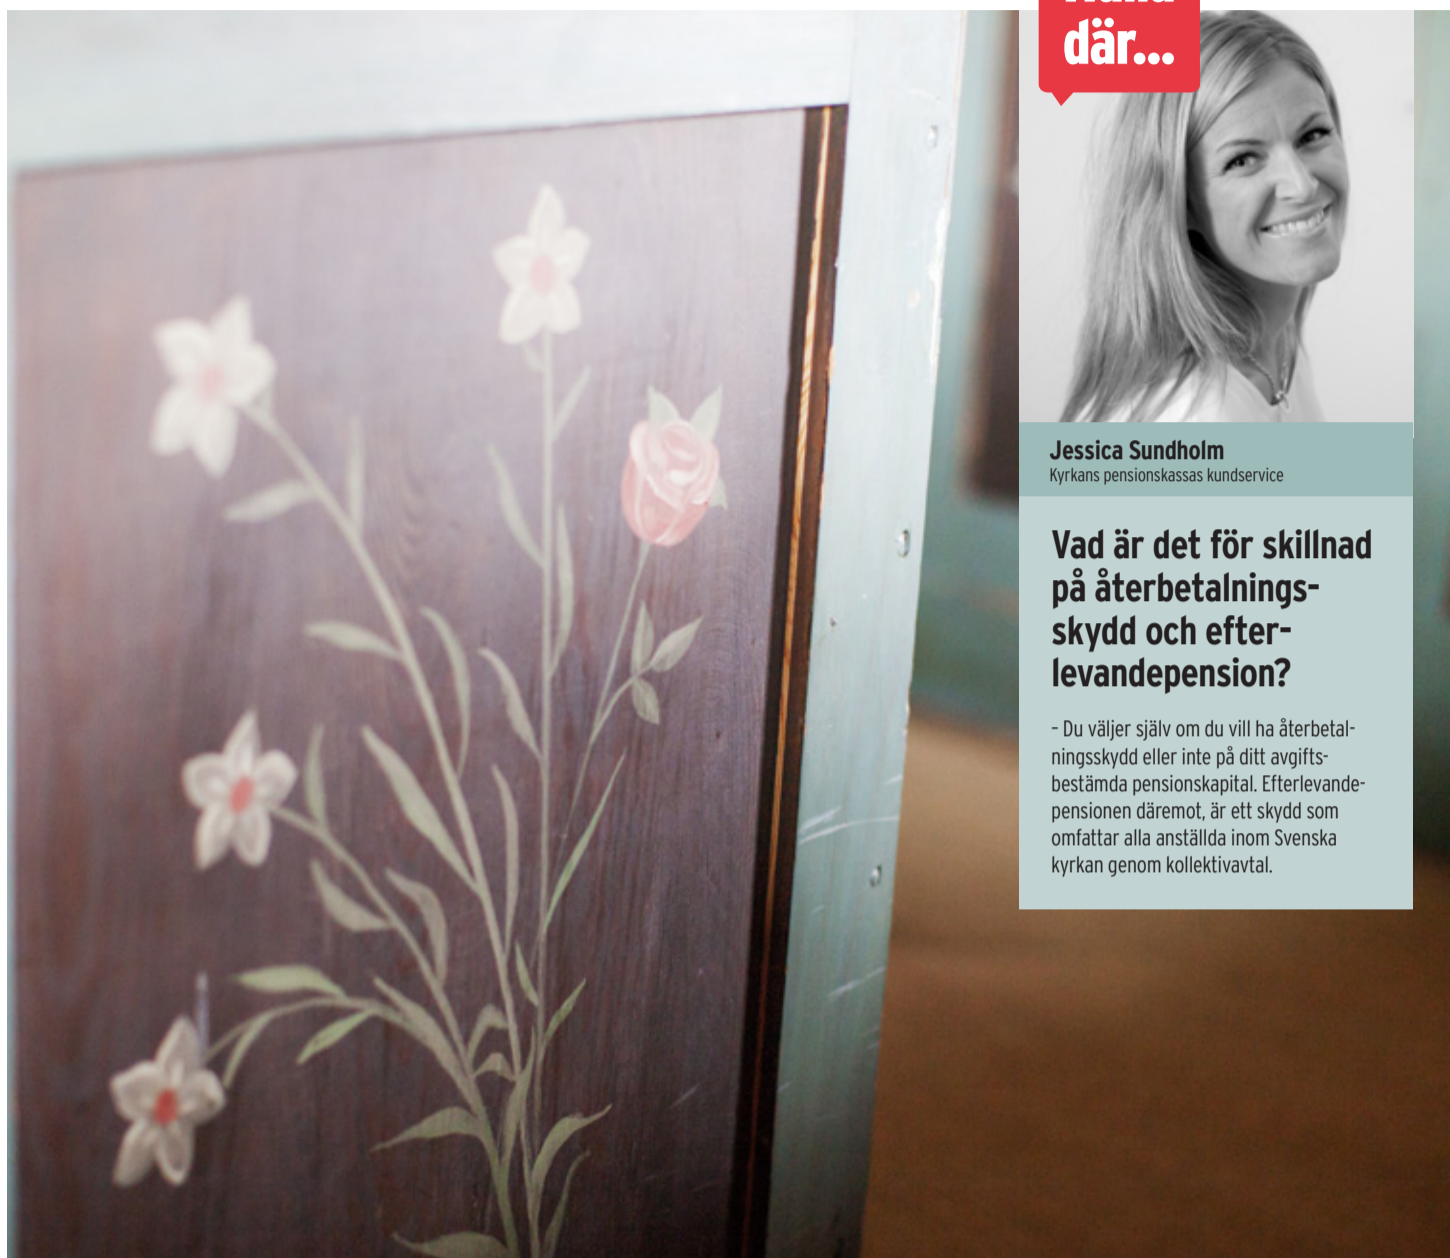 där...
Jessica Sundholm
Kyrkans pensionskassas kundservice
Vad är det för skillnad
på återbetalnings-
skydd och efter-
levandepension?
– Du väljer själv om du vill ha återbetal-
ningsskydd eller inte på ditt avgifts-
bestämda pensionskapital. Efterlevande-
pensionen däremot, är ett skydd som
omfattar alla anställda inom Svenska
kyrkan genom kollektivavtal.